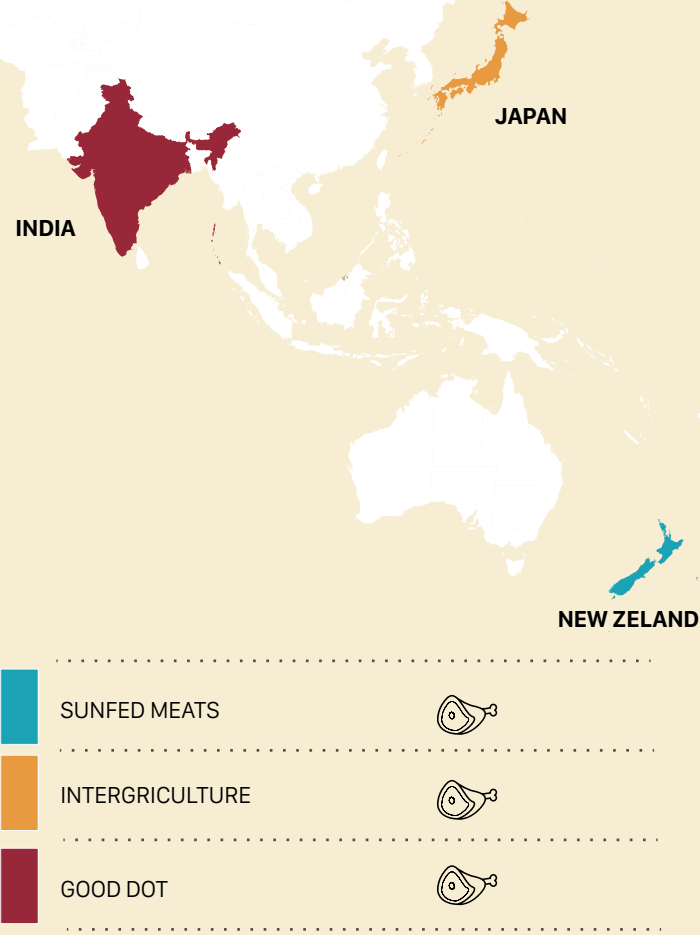 JAPAN
INDIA
NEW ZELAND
SUNFED MEATS
INTERGRICULTURE
GOOD DOT